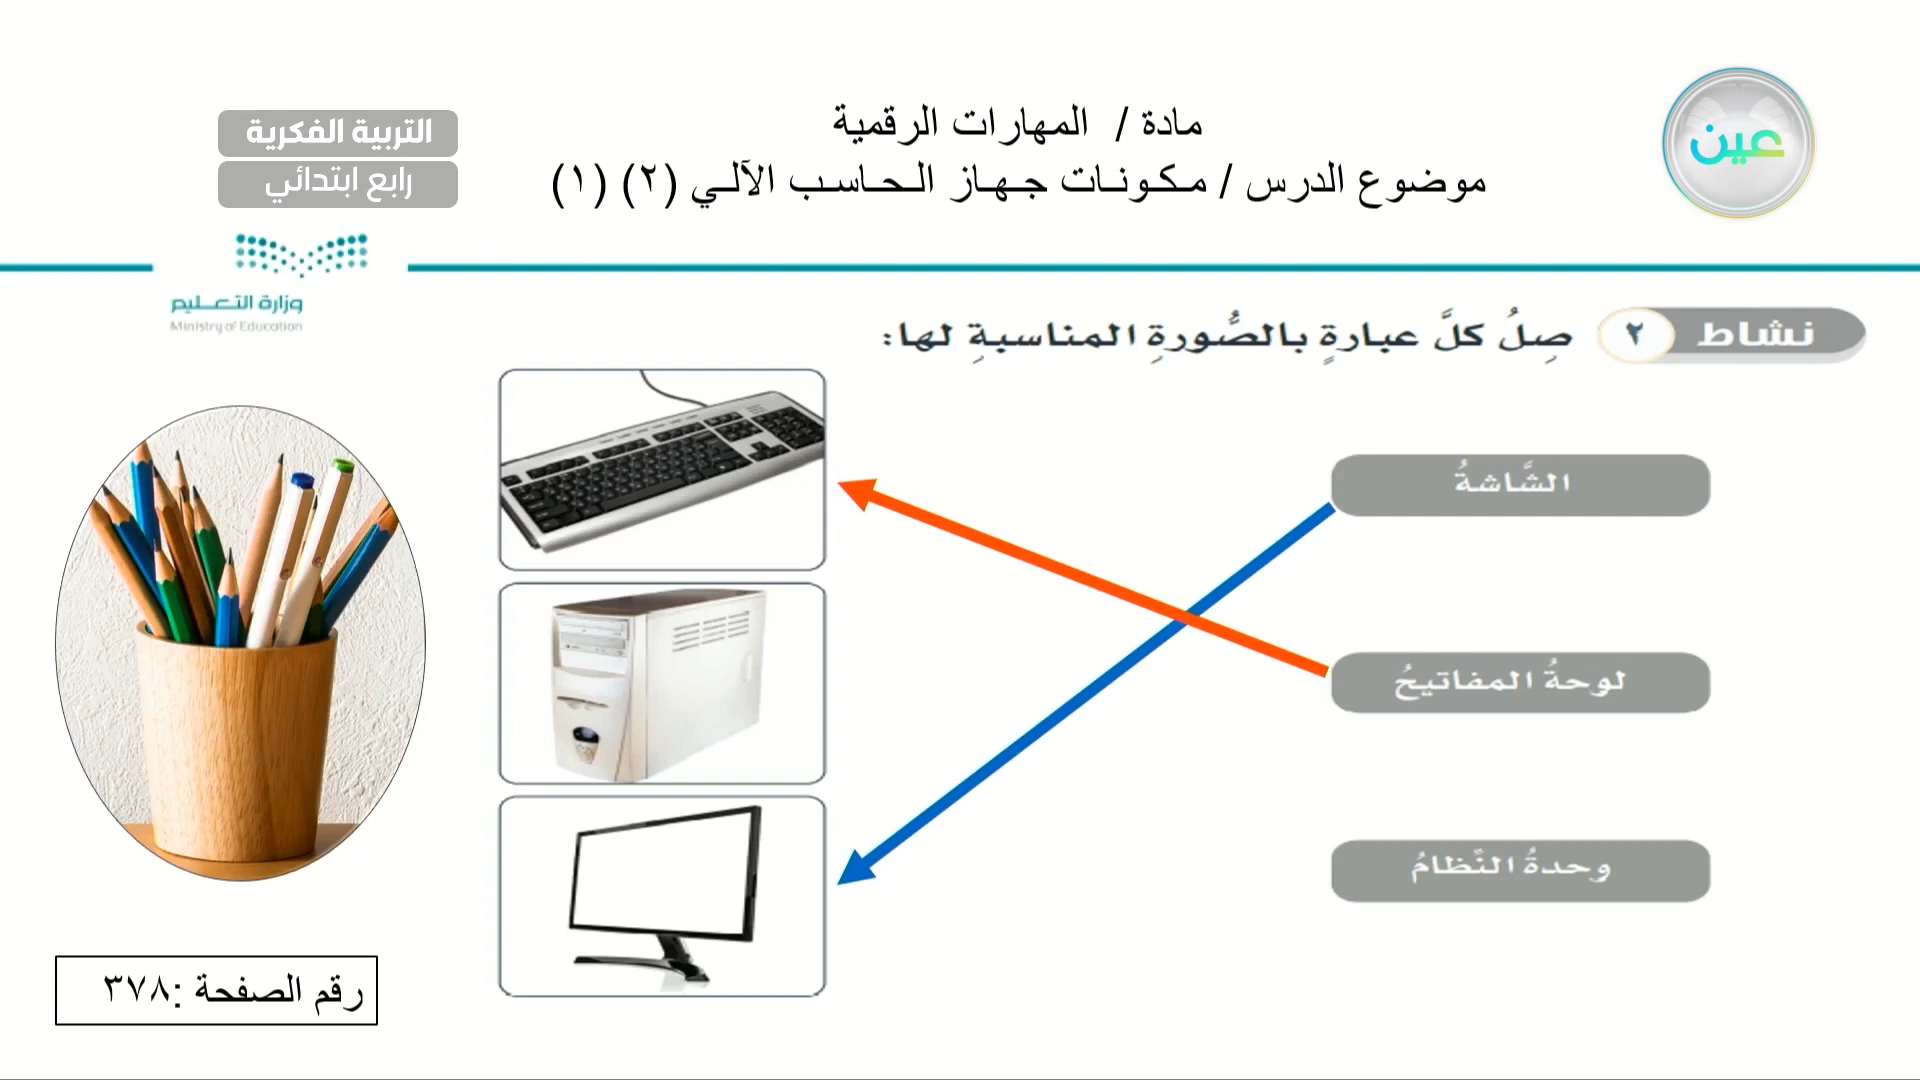 عين
مادة / المهارات الرقمية
موضوع الدرس / مكونات جهاز الحاسب الآلي (٢) (١)
التربية الفكرية
رابع ابتدائي
وزارة التعليم
Ministry of Education
نشاط ٢ صِلُ كلَّ عبارةٍ بالصُّورةِ المناسبةِ لها:
الشَّاشةُ
لوحةُ المفاتيحُ
وحدةُ النِّظامُ
رقم الصفحة :٣٧٨